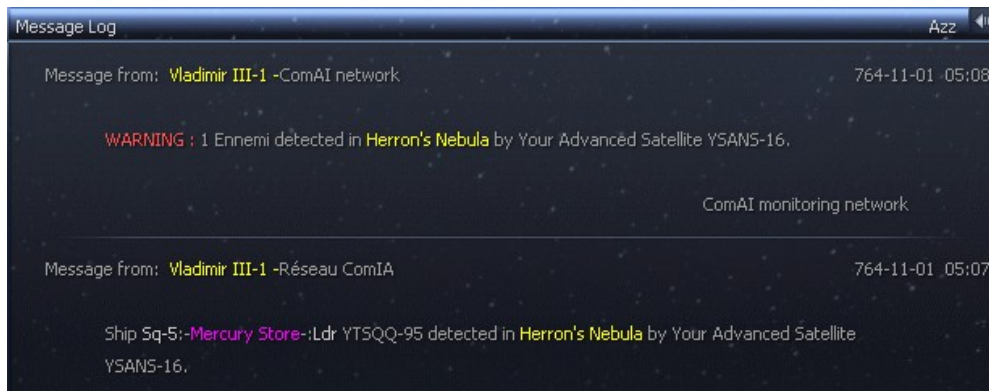 Message Log Azz
Message from: Vladimir III-1 -ComAI network 764-11-01 05:08
WARNING : 1 Ennemi detected in Herron's Nebula by Your Advanced Satellite YSANS-16.
ComAI monitoring network
Message from: Vladimir III-1 -Réseau ComIA 764-11-01 05:07
Ship Sq-5:-Mercury Store-:Ldr YTSQQ-95 detected in Herron's Nebula by Your Advanced Satellite
YSANS-16.